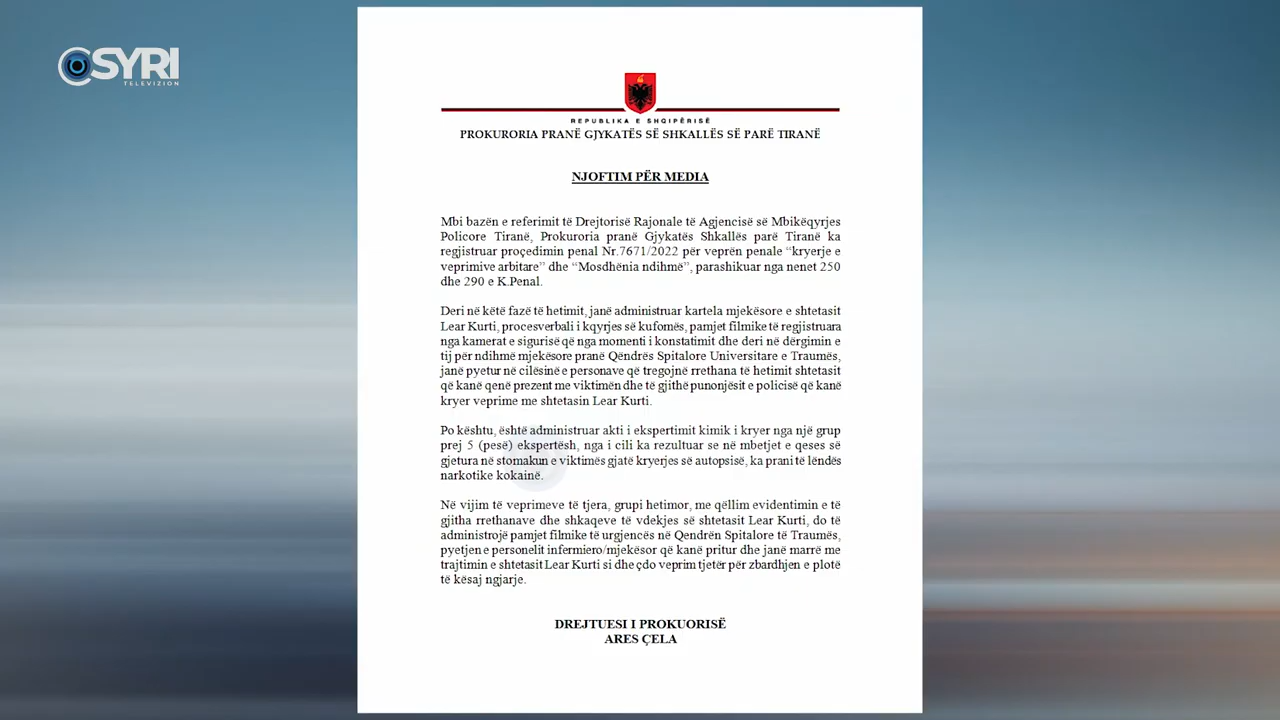 SYRI
TELEVIZION
REPUBLIKA E SHQIPËRISË
PROKURORIA PRANË GJYKATËS SË SHKALLËS SË PARË TIRANË
NJOFTIM PËR MEDIA
Mbi bazën e referimit të Drejtorisë Rajonale të Agjencisë së Mbikëqyrjes
Policore Tiranë, Prokuroria pranë Gjykatës Shkallës parë Tiranë ka
regjistruar proçedimin penal Nr.7671/2022 për veprën penale “kryerje e
veprimive arbitare” dhe “Mosdhënia ndihmë”, parashikuar nga nenet 250
dhe 290 e K.Penal.
Deri në këtë fazë të hetimit, janë administruar kartela mjekësore e shtetasit
Lear Kurti, procesverbali i kqyrjes së kufomës, pamjet filmike të regjistruara
nga kamerat e sigurisë që nga momenti i konstatimit dhe deri në dërgimin e
tij për ndihmë mjekësore pranë Qëndrës Spitalore Universitare e Traumës,
janë pyetur në cilësinë e personave që tregojnë rrethana të hetimit shtetasit
që kanë qenë prezent me viktimën dhe të gjithë punonjësit e policisë që kanë
kryer veprime me shtetasin Lear Kurti.
Po kështu, është administruar akti i ekspertimit kimik i kryer nga një grup
prej 5 (pesë) ekspertësh, nga i cili ka rezultuar se në mbetjet e qeses së
gjetura në stomakun e viktimës gjatë kryerjes së autopsisë, ka prani të lëndës
narkotike kokainë.
Në vijim të veprimeve të tjera, grupi hetimor, me qëllim evidentimin e të
gjitha rrethanave dhe shkaqeve të vdekjes së shtetasit Lear Kurti, do të
administrojë pamjet filmike të urgjencës në Qendrën Spitalore të Traumës,
pyetjen e personelit infermiero/mjekësor që kanë pritur dhe janë marrë me
trajtimin e shtetasit Lear Kurti si dhe çdo veprim tjetër për zbardhjen e plotë
të kësaj ngjarje.
DREJTUESI I PROKUORISË
ARES ÇELA